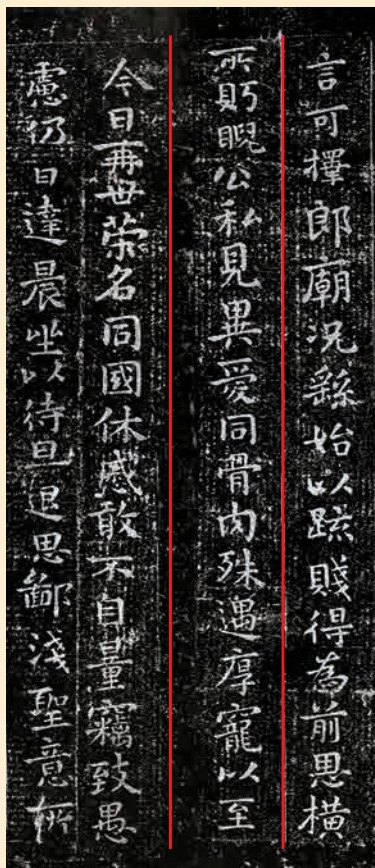 言可擇郎廟況繇始以疏賤得為前恩橫
所眄睨公私見異愛同骨肉殊遇厚寵以至
今日再世榮名同國休慼敢不自量竊致愚
慮仍日達晨坐以待旦退思鄙淺聖意所